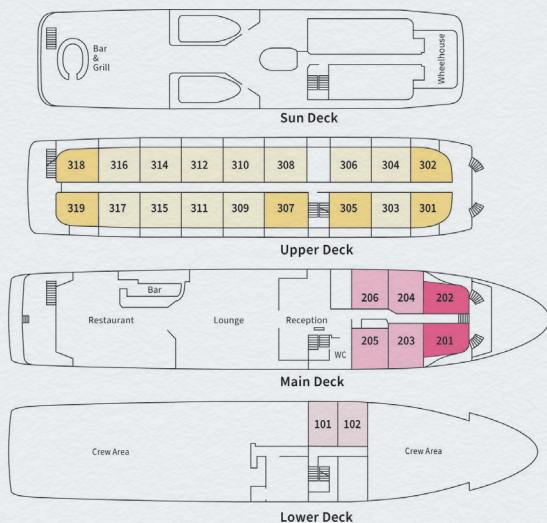 Bar
&
Grill
Wheelhouse
Sun Deck
318 316 314 312 310 308 306 304 302
319 317 315 311 309 307 305 303 301
Upper Deck
Bar
206 204 202
Restaurant Lounge Reception
205 203 201
WC
Main Deck
101 102
Crew Area Crew Area
Lower Deck